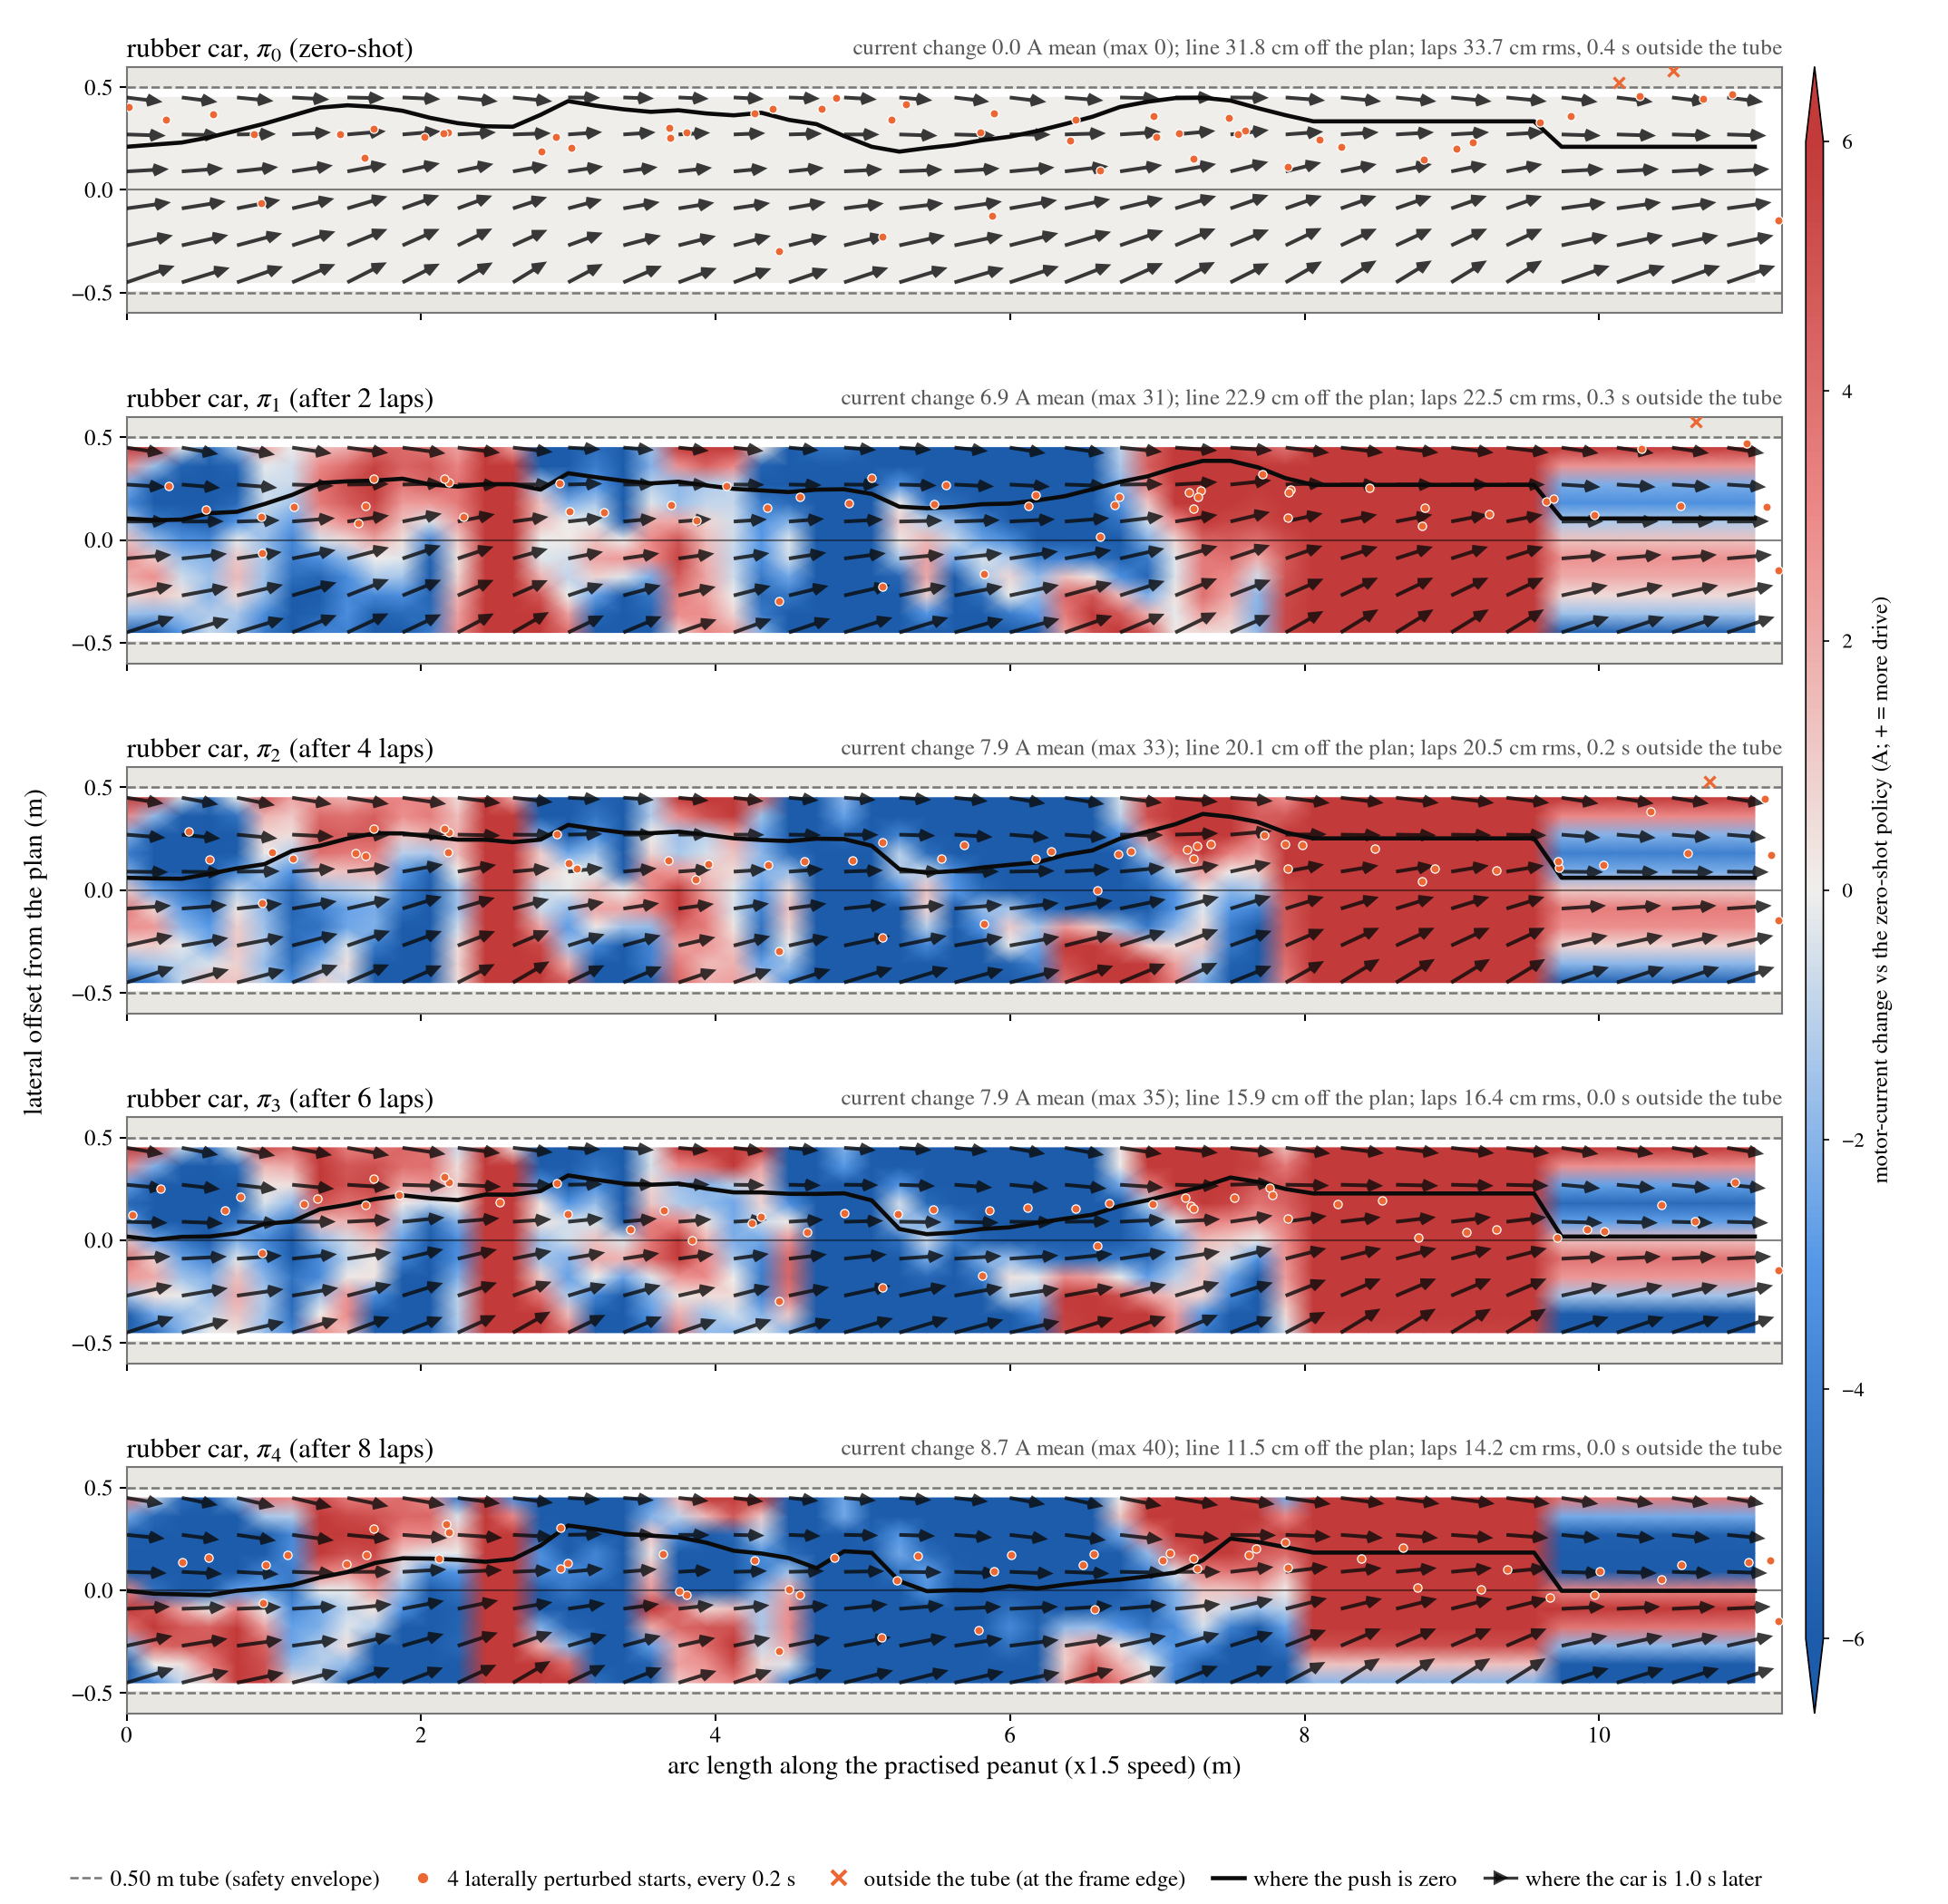 rubber car, π0 (zero-shot)
current change 0.0 A mean (max 0); line 31.8 cm off the plan; laps 33.7 cm rms, 0.4 s outside the tube
0.5
0.0
−0.5
rubber car, π1 (after 2 laps)
current change 6.9 A mean (max 31); line 22.9 cm off the plan; laps 22.5 cm rms, 0.3 s outside the tube
0.5
0.0
−0.5
rubber car, π2 (after 4 laps)
current change 7.9 A mean (max 33); line 20.1 cm off the plan; laps 20.5 cm rms, 0.2 s outside the tube
0.5
0.0
−0.5
rubber car, π3 (after 6 laps)
current change 7.9 A mean (max 35); line 15.9 cm off the plan; laps 16.4 cm rms, 0.0 s outside the tube
0.5
0.0
−0.5
rubber car, π4 (after 8 laps)
current change 8.7 A mean (max 40); line 11.5 cm off the plan; laps 14.2 cm rms, 0.0 s outside the tube
0.5
0.0
−0.5
0 2 4 6 8 10
arc length along the practised peanut (x1.5 speed) (m)
lateral offset from the plan (m)
6
4
2
0
−2
−4
−6
motor-current change vs the zero-shot policy (A; + = more drive)
0.50 m tube (safety envelope) 4 laterally perturbed starts, every 0.2 s outside the tube (at the frame edge) where the push is zero where the car is 1.0 s later